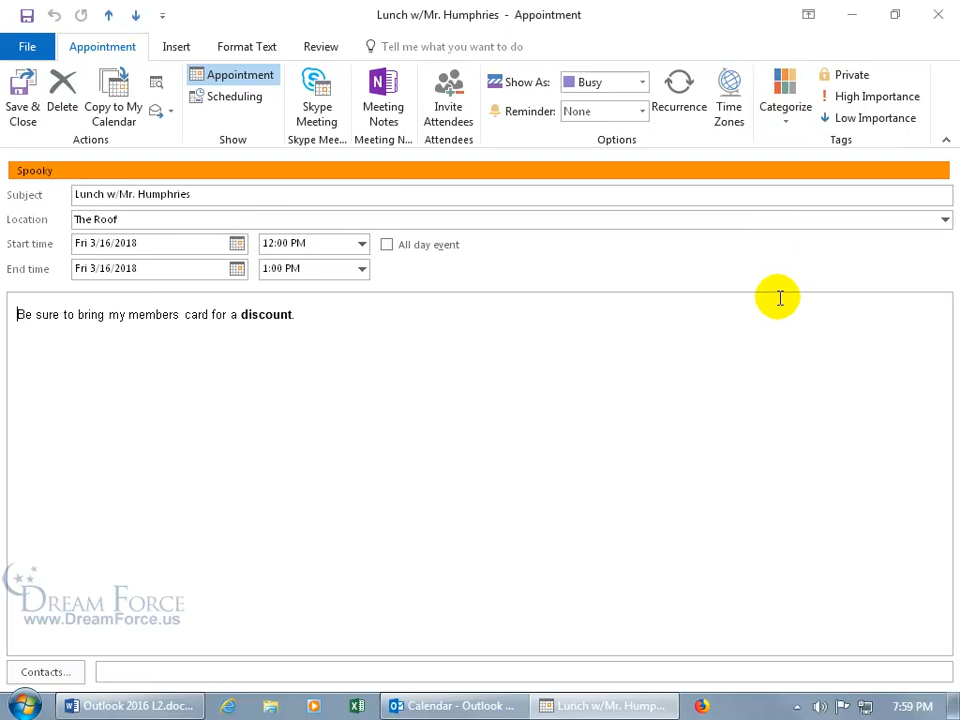 Lunch w/Mr. Humphries - Appointment
File Appointment Insert Format Text Review Tell me what you want to do
Save & Close
Delete
Copy to My Calendar
Actions
Appointment
Scheduling
Show
Skype Meeting
Skype Mee...
Meeting Notes
Meeting N...
Invite Attendees
Attendees
Show As: Busy
Reminder: None
Recurrence
Time Zones
Options
Categorize
Private
High Importance
Low Importance
Tags
Spooky
Subject Lunch w/Mr. Humphries
Location The Roof
Start time Fri 3/16/2018 12:00 PM All day event
End time Fri 3/16/2018 1:00 PM
Be sure to bring my members card for a discount.
DREAM FORCE
www.DreamForce.us
Contacts...
Outlook 2016 L2.doc... Calendar - Outlook ... Lunch w/Mr. Hump... 7:59 PM